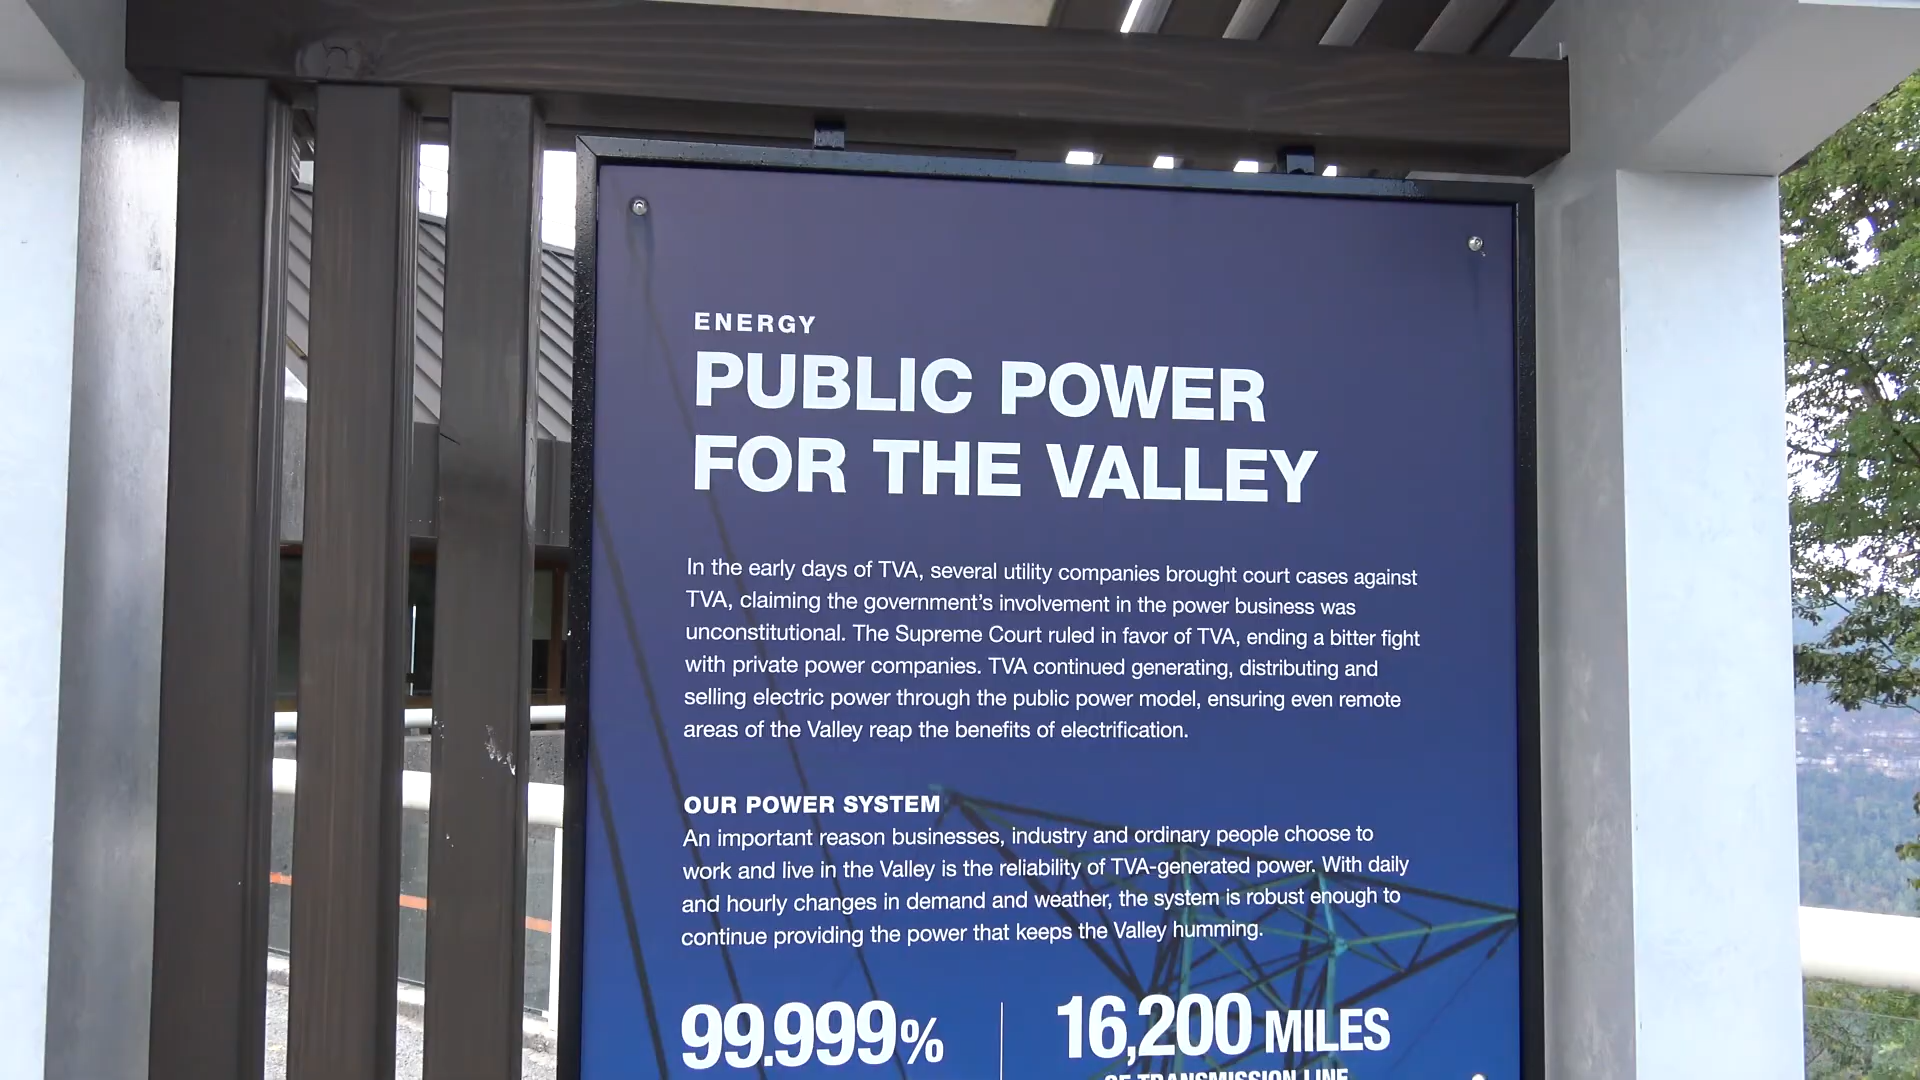 ENERGY
PUBLIC POWER
FOR THE VALLEY
In the early days of TVA, several utility companies brought court cases against
TVA, claiming the government's involvement in the power business was
unconstitutional. The Supreme Court ruled in favor of TVA, ending a bitter fight
with private power companies. TVA continued generating, distributing and
selling electric power through the public power model, ensuring even remote
areas of the Valley reap the benefits of electrification.
OUR POWER SYSTEM
An important reason businesses, industry and ordinary people choose to
work and live in the Valley is the reliability of TVA-generated power. With daily
and hourly changes in demand and weather, the system is robust enough to
continue providing the power that keeps the Valley humming.
99.999%
16,200 MILES
OF TRANSMISSION LINE